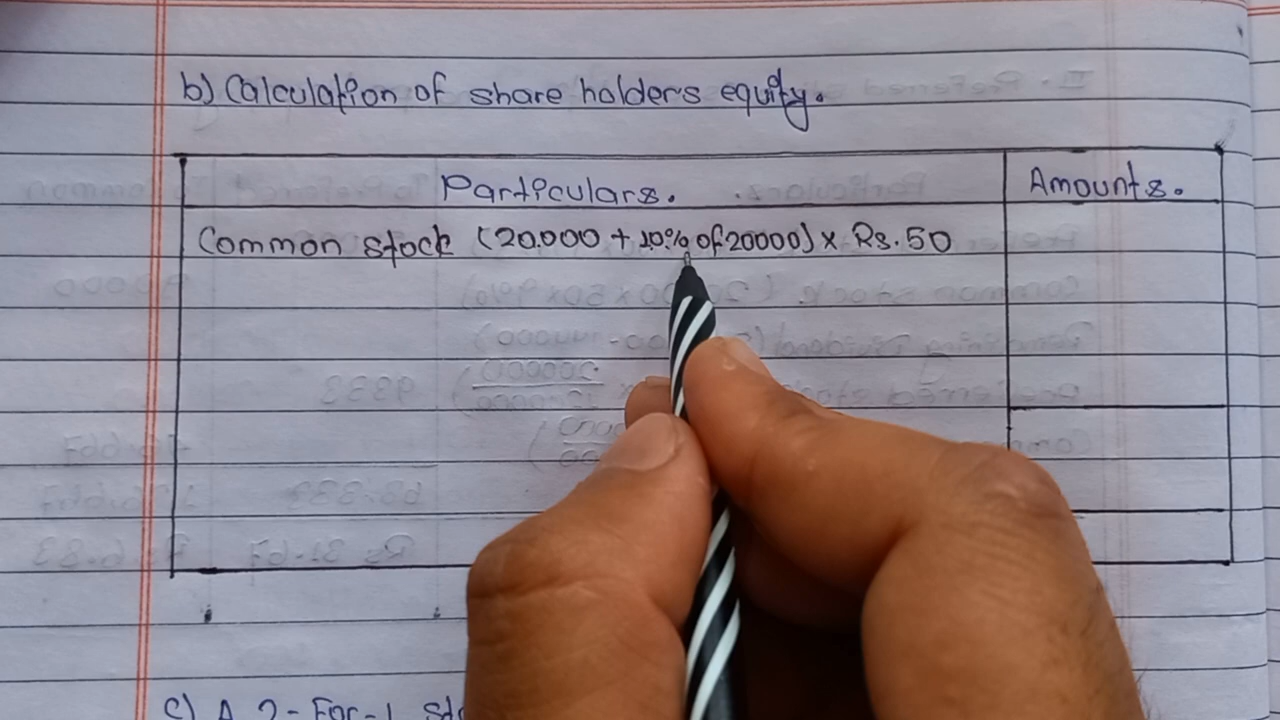 b) Calculation of share holders equity.
Particulars. Amounts.
Common stock (20.000 + 10% of 20000) x Rs. 50
c) A 2-For-1